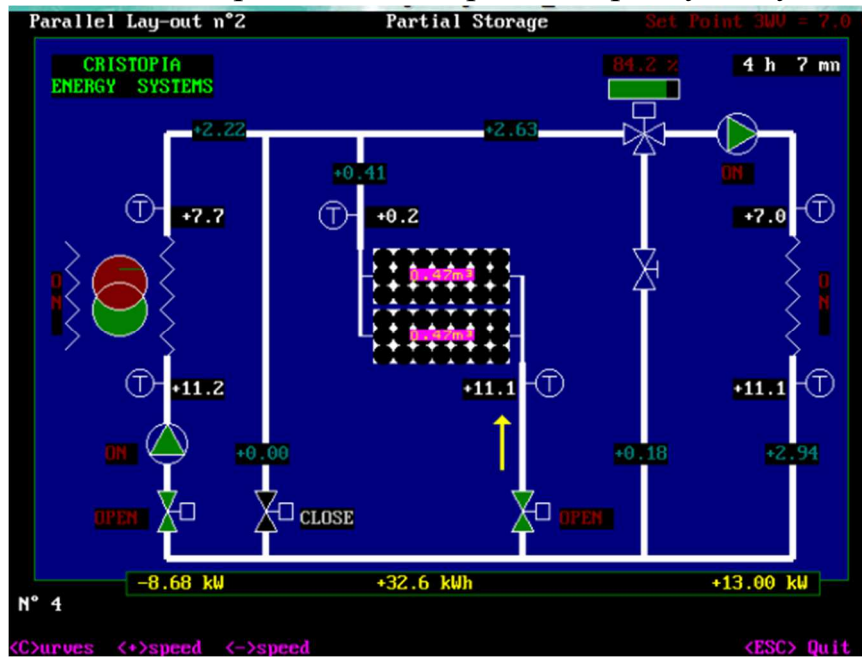 Parallel Lay-out n°2 Partial Storage Set Point 3WV = 7.0
CRISTOPIA
ENERGY SYSTEMS
84.2 %
4 h 7 mn
+2.22
+2.63
+0.41
ON
T
+7.7
T
+0.2
+7.0
T
ON
0.47m³
ON
0.47m³
T
+11.2
+11.1
T
+11.1
T
ON
+0.00
+0.18
+2.94
OPEN
CLOSE
OPEN
-8.68 kW +32.6 kWh +13.00 kW
N° 4
<C>urves <+>speed <->speed <ESC> Quit